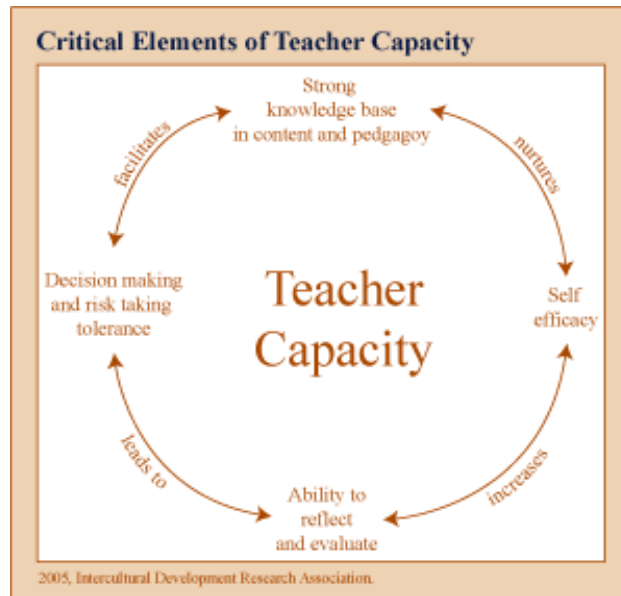 Critical Elements of Teacher Capacity
Strong
knowledge base
in content and pedgagoy
facilitates
nurtures
Decision making
and risk taking
tolerance
Teacher
Capacity
Self
efficacy
leads to
increases
Ability to
reflect
and evaluate
2005, Intercultural Development Research Association.